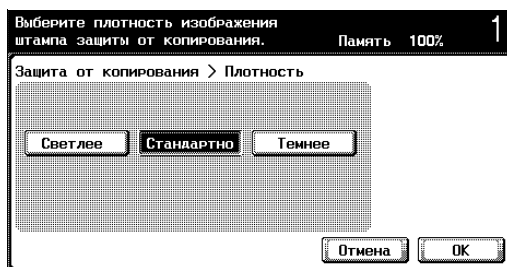 Выберите плотность изображения
штампа защиты от копирования. Память 100% 1
Защита от копирования > Плотность
Светлее Стандартно Темнее
Отмена OK